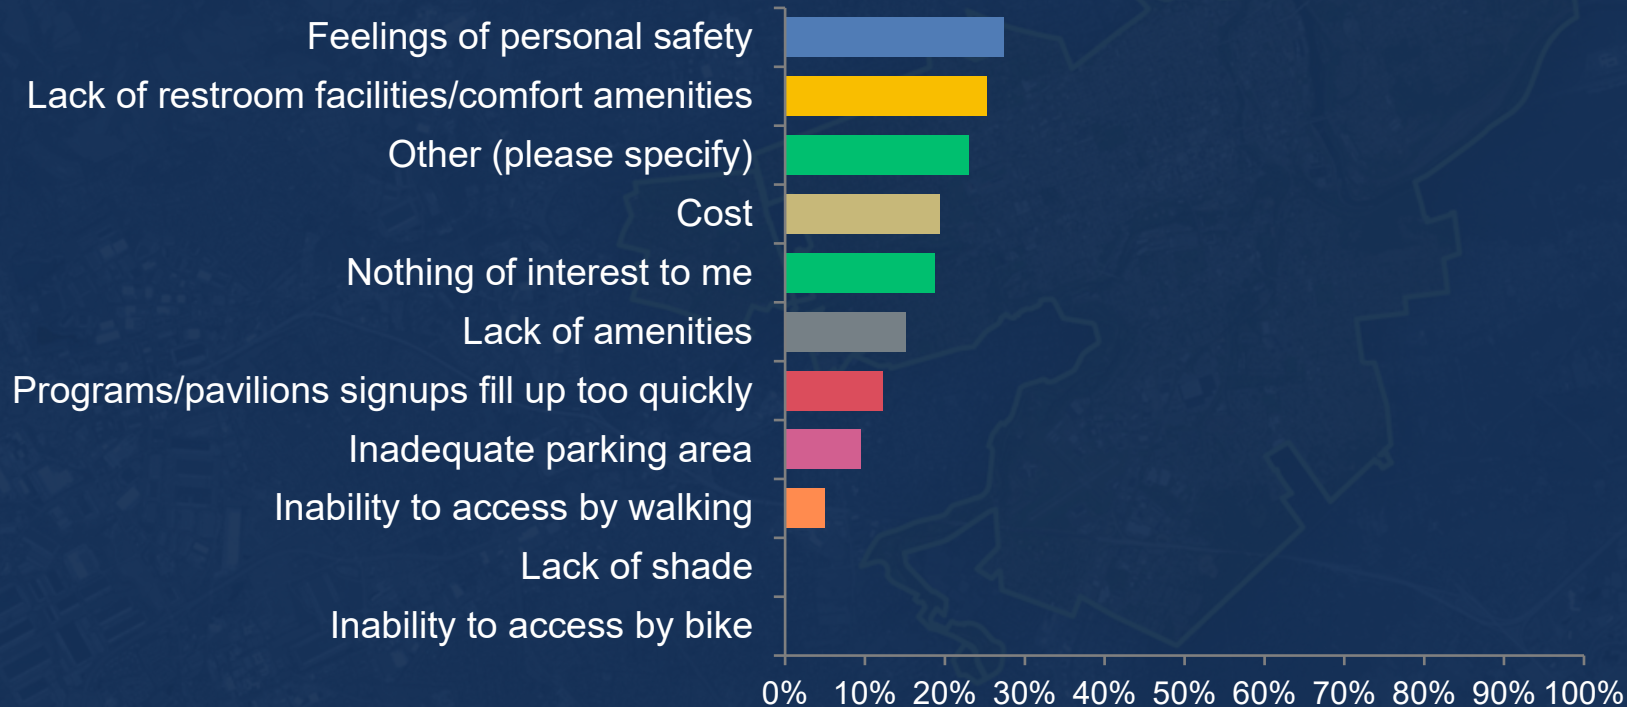 Feelings of personal safety
Lack of restroom facilities/comfort amenities
Other (please specify)
Cost
Nothing of interest to me
Lack of amenities
Programs/pavilions signups fill up too quickly
Inadequate parking area
Inability to access by walking
Lack of shade
Inability to access by bike
0% 10% 20% 30% 40% 50% 60% 70% 80% 90% 100%